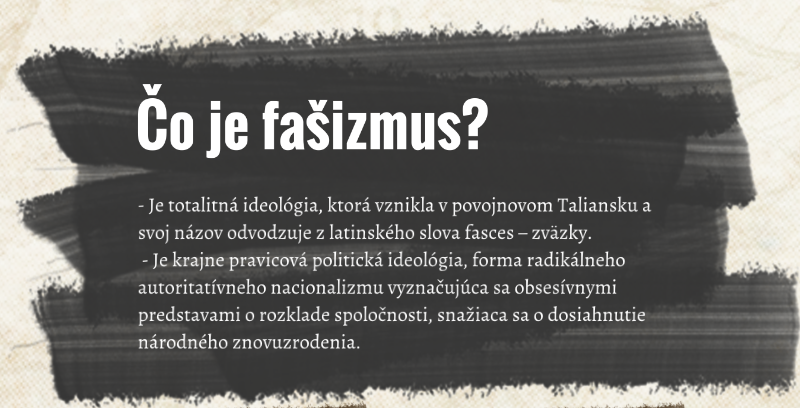 Čo je fašizmus?
- Je totalitná ideológia, ktorá vznikla v povojnovom Taliansku a
svoj názov odvodzuje z latinského slova fasces – zväzky.
- Je krajne pravicová politická ideológia, forma radikálneho
autoritatívneho nacionalizmu vyznačujúca sa obsesívnymi
predstavami o rozklade spoločnosti, snažiaca sa o dosiahnutie
národného znovuzrodenia.